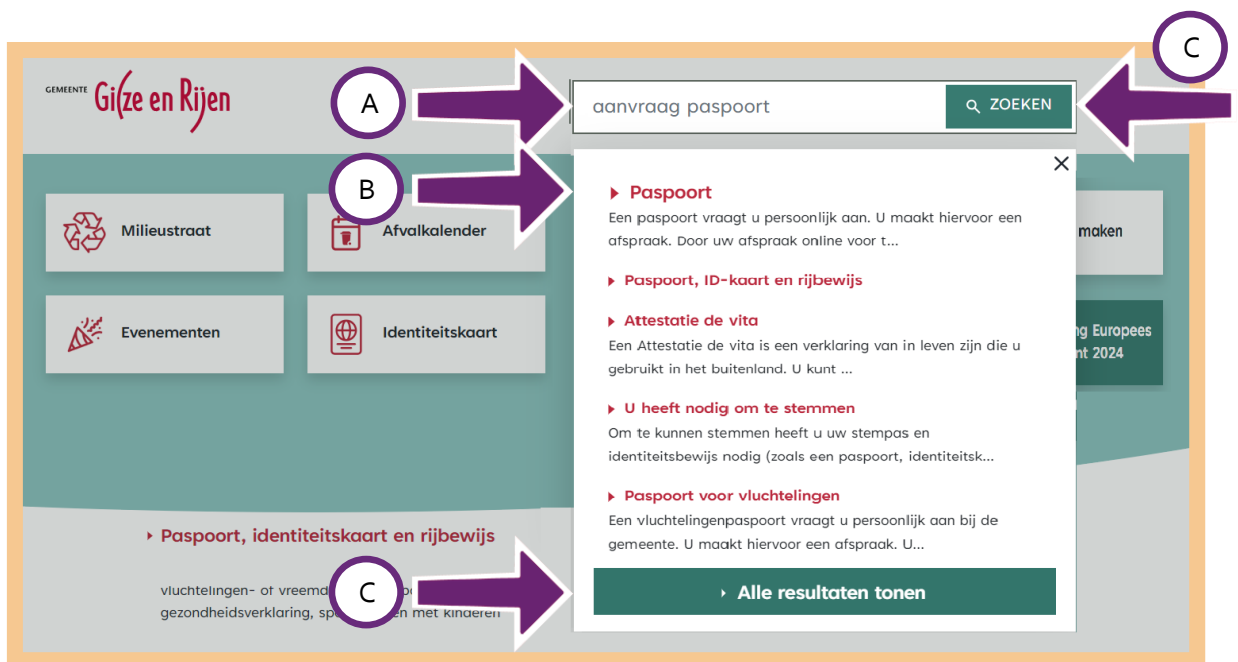 C
GEMEENTE Gilze en Rijen
A
aanvraag paspoort
ZOEKEN
B
Milieustraat
Afvalkalender
maken
Evenementen
Identiteitskaart
ng Europees
nt 2024
Paspoort
Een paspoort vraagt u persoonlijk aan. U maakt hiervoor een
afspraak. Door uw afspraak online voor t...
Paspoort, ID-kaart en rijbewijs
Attestatie de vita
Een Attestatie de vita is een verklaring van in leven zijn die u
gebruikt in het buitenland. U kunt ...
U heeft nodig om te stemmen
Om te kunnen stemmen heeft u uw stempas en
identiteitsbewijs nodig (zoals een paspoort, identiteitsk...
Paspoort voor vluchtelingen
Een vluchtelingenpaspoort vraagt u persoonlijk aan bij de
gemeente. U maakt hiervoor een afspraak. U...
Alle resultaten tonen
Paspoort, identiteitskaart en rijbewijs
vluchtelingen- of vreemd
gezondheidsverklaring, sp en met kinderen
C